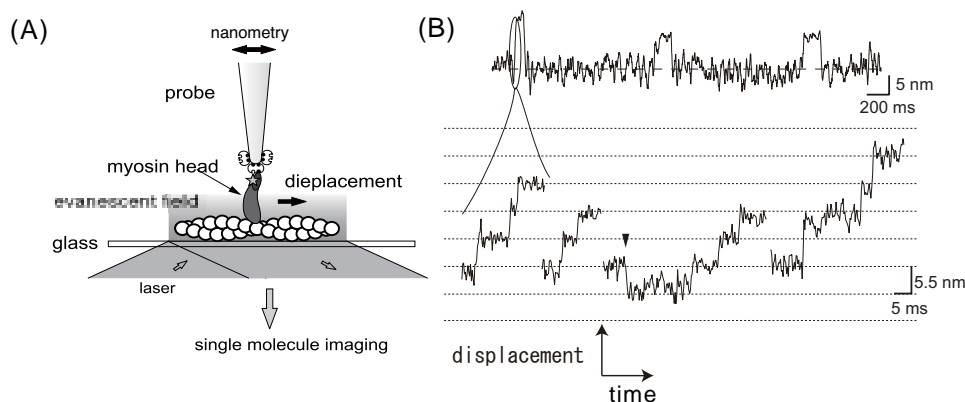 (A)
nanometry
probe
myosin head
dieplacement
evanescent field
glass
laser
single molecule imaging
(B)
5 nm
200 ms
5.5 nm
5 ms
displacement
time